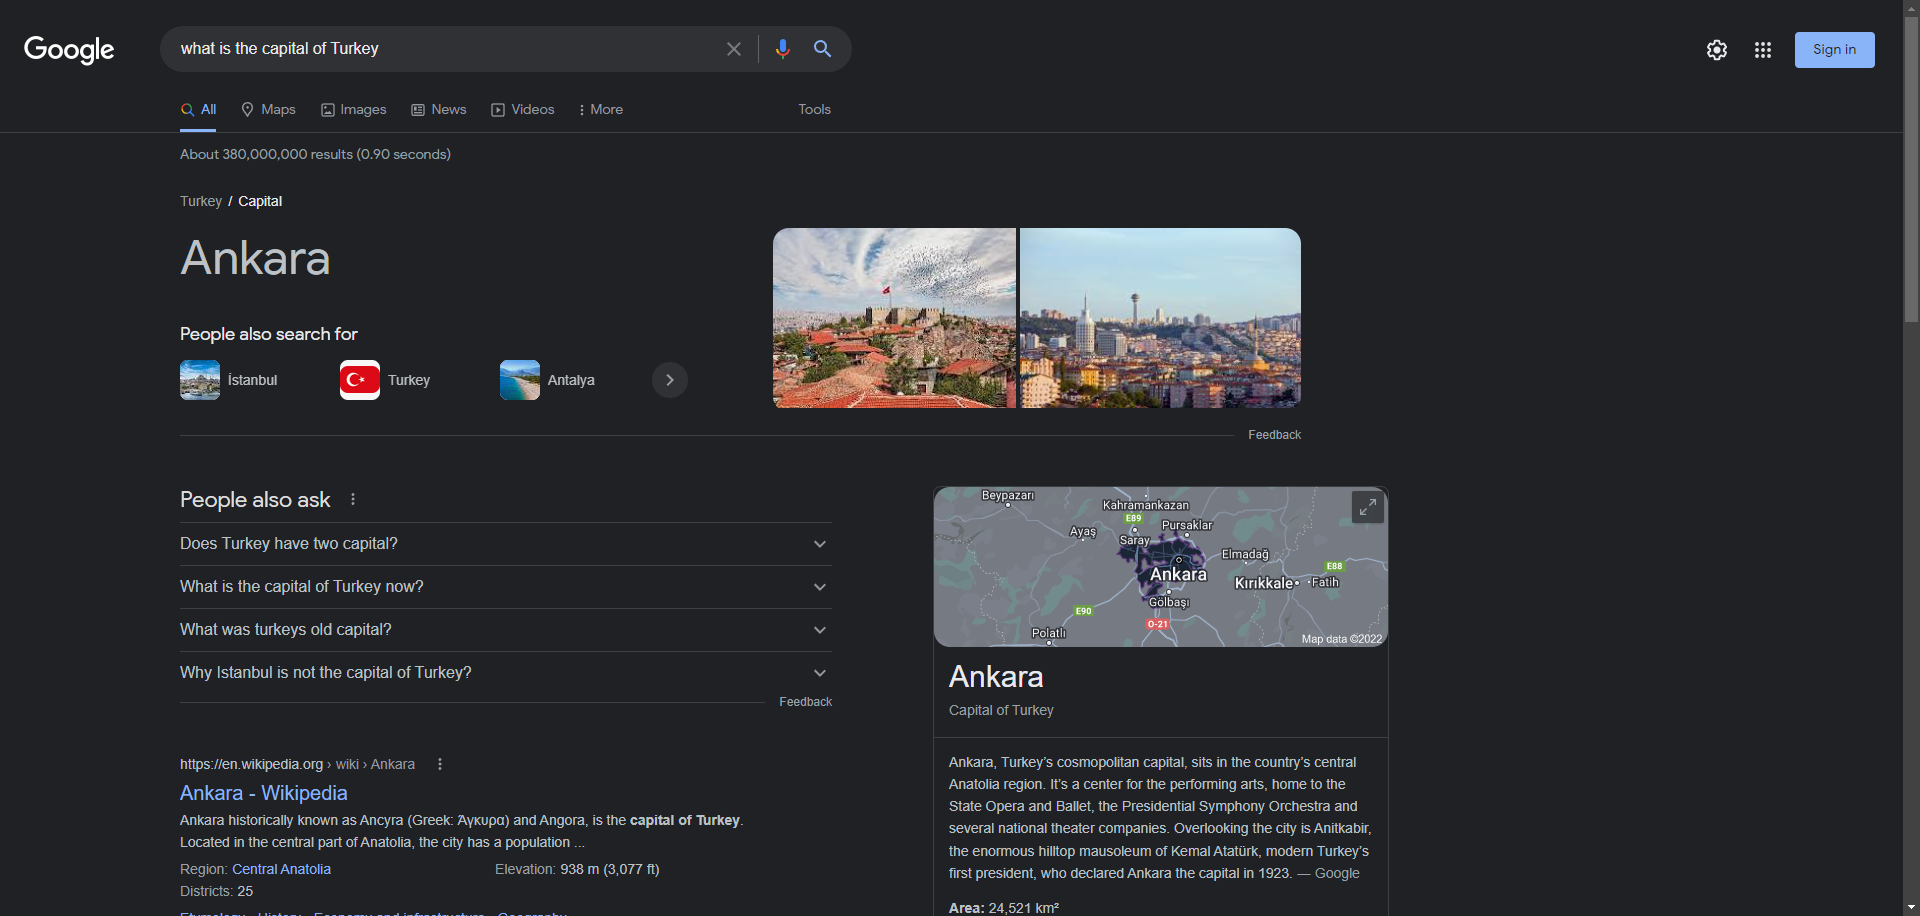 Google
what is the capital of Turkey
Sign in
All
Maps
Images
News
Videos
More
Tools
About 380,000,000 results (0.90 seconds)
Turkey / Capital
Ankara
People also search for
İstanbul
Turkey
Antalya
Feedback
People also ask
Does Turkey have two capital?
What is the capital of Turkey now?
What was turkeys old capital?
Why Istanbul is not the capital of Turkey?
Feedback
https://en.wikipedia.org › wiki › Ankara
Ankara - Wikipedia
Ankara historically known as Ancyra (Greek: Άγκυρα) and Angora, is the capital of Turkey.
Located in the central part of Anatolia, the city has a population ...
Region: Central Anatolia
Elevation: 938 m (3,077 ft)
Districts: 25
Etymology · History · Economy and infrastructure · Geography
Beypazarı
Kahramankazan
E89
Pursaklar
Ayaş
Saray
Elmadağ
Ankara
E88
Kırıkkale
Fatih
Gölbaşı
E90
O-21
Polatlı
Map data ©2022
Ankara
Capital of Turkey
Ankara, Turkey’s cosmopolitan capital, sits in the country’s central
Anatolia region. It’s a center for the performing arts, home to the
State Opera and Ballet, the Presidential Symphony Orchestra and
several national theater companies. Overlooking the city is Anitkabir,
the enormous hilltop mausoleum of Kemal Atatürk, modern Turkey’s
first president, who declared Ankara the capital in 1923. — Google
Area: 24,521 km²